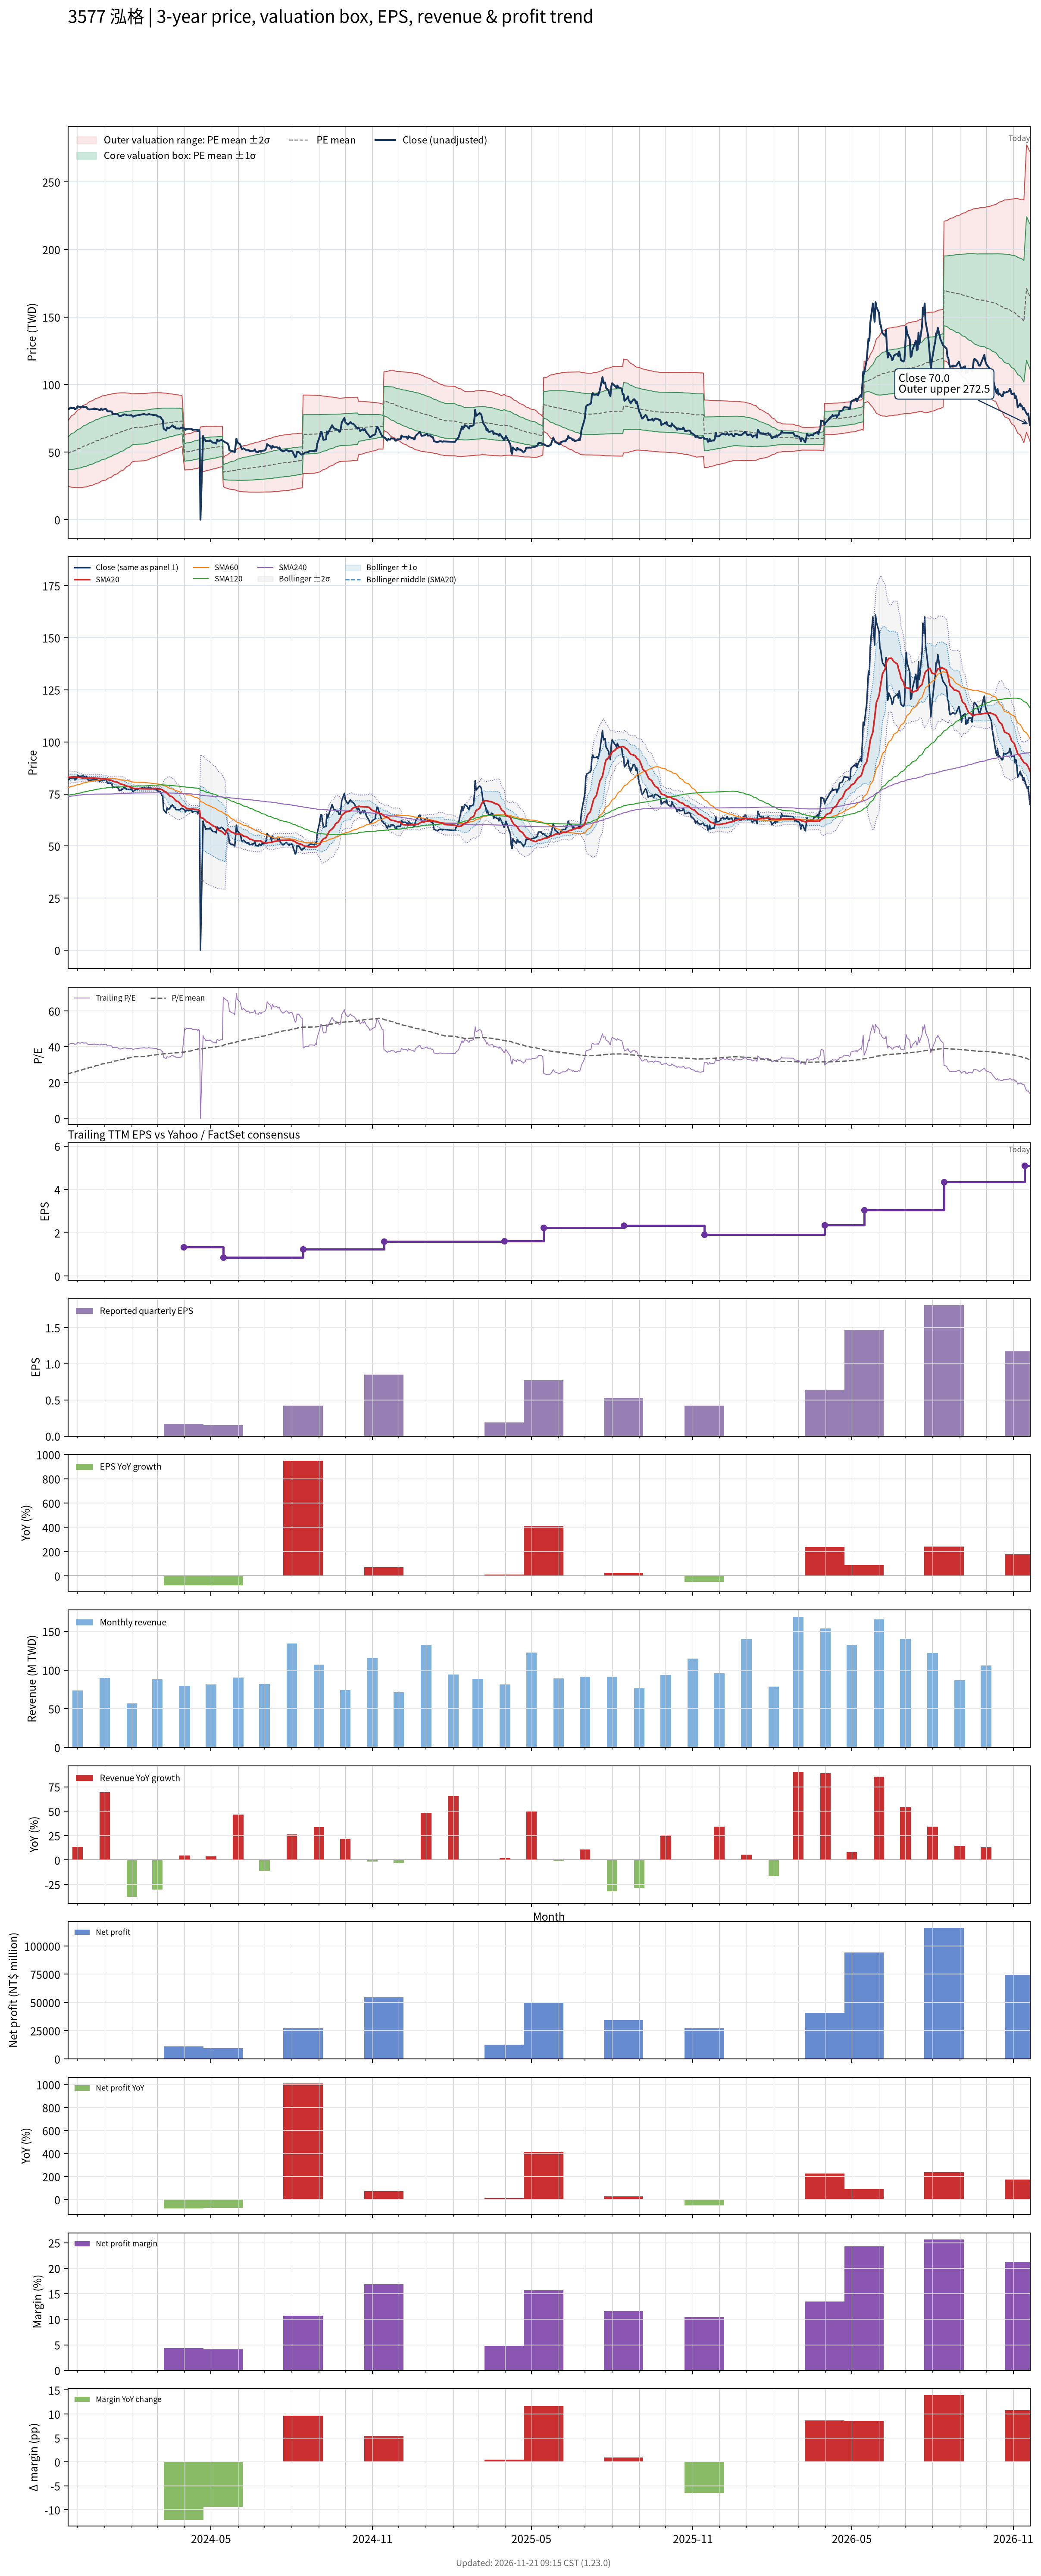 3577 泓格 | 3-year price, valuation box, EPS, revenue & profit trend
Outer valuation range: PE mean ±2σ
PE mean
Close (unadjusted)
Core valuation box: PE mean ±1σ
Today
250
200
150
100
50
0
Price (TWD)
Close 70.0
Outer upper 272.5
Close (same as panel 1)
SMA60
SMA240
Bollinger ±1σ
SMA20
SMA120
Bollinger ±2σ
Bollinger middle (SMA20)
175
150
125
100
75
50
25
0
Price
Trailing P/E
P/E mean
60
40
20
0
P/E
Trailing TTM EPS vs Yahoo / FactSet consensus
Today
6
4
2
0
EPS
Reported quarterly EPS
1.5
1.0
0.5
0.0
EPS
EPS YoY growth
1000
800
600
400
200
0
YoY (%)
Monthly revenue
150
100
50
0
Revenue (M TWD)
Revenue YoY growth
75
50
25
0
-25
YoY (%)
Month
Net profit
100000
75000
50000
25000
0
Net profit (NT$ million)
Net profit YoY
1000
800
600
400
200
0
YoY (%)
Net profit margin
25
20
15
10
5
0
Margin (%)
Margin YoY change
15
10
5
0
-5
-10
Δ margin (pp)
2024-05
2024-11
2025-05
2025-11
2026-05
2026-11
Updated: 2026-11-21 09:15 CST (1.23.0)